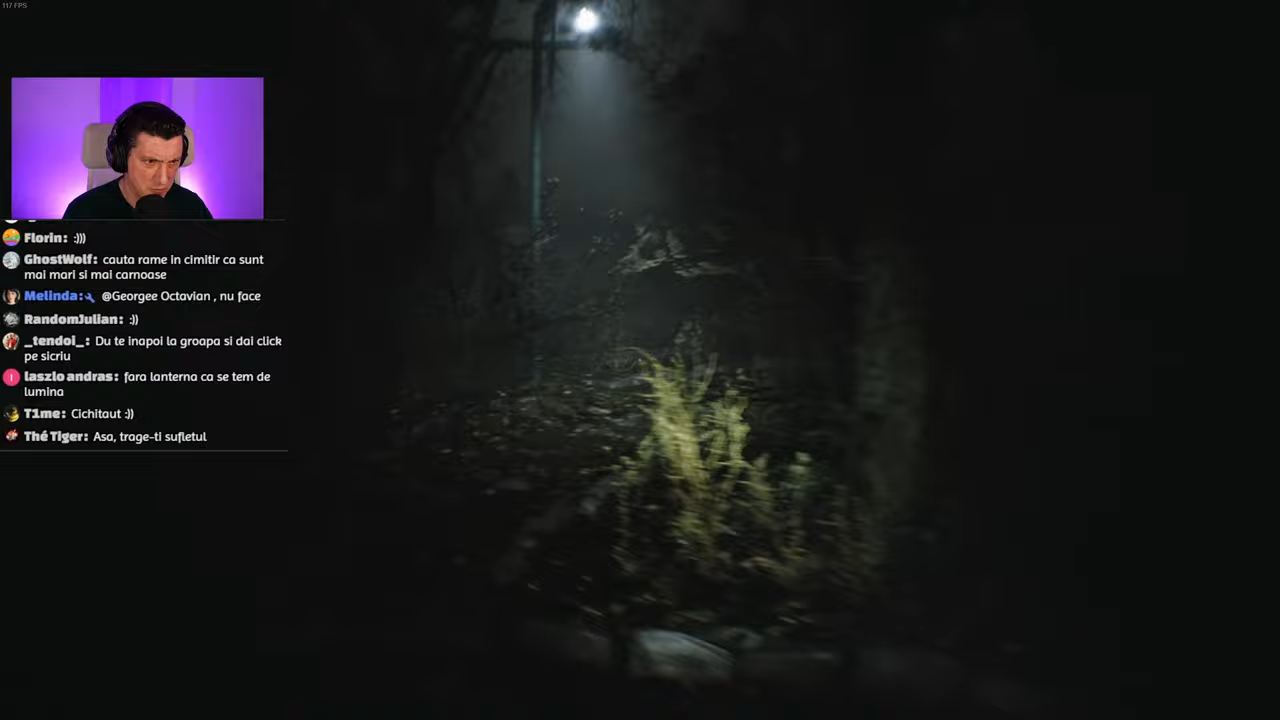 117 FPS
Florin: :)))
GhostWolf: cauta rame in cimitir ca sunt
mai mari si mai carnoase
Melinda: @Georgee Octavian , nu face
RandomJulian: :))
_tendoi_: Du te inapoi la groapa si dai click
pe sicriu
laszlo andras: fara lanterna ca se tem de
lumina
T1me: Cichitaut :))
Thé Tiger: Asa, trage-ti sufletul